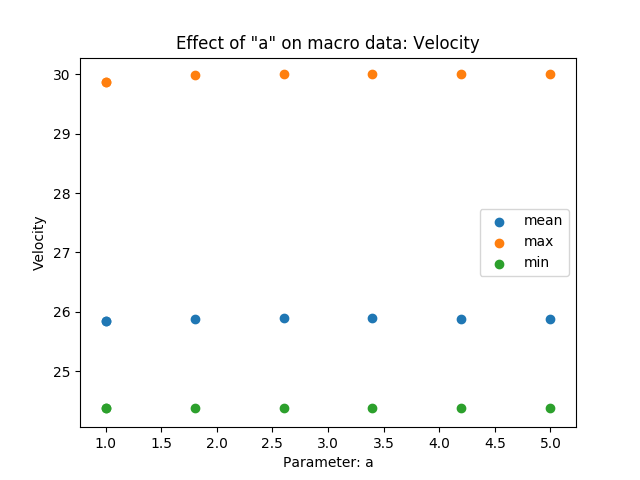 Effect of "a" on macro data: Velocity
30
29
28
27
26
25
Velocity
mean
max
min
1.0 1.5 2.0 2.5 3.0 3.5 4.0 4.5 5.0
Parameter: a